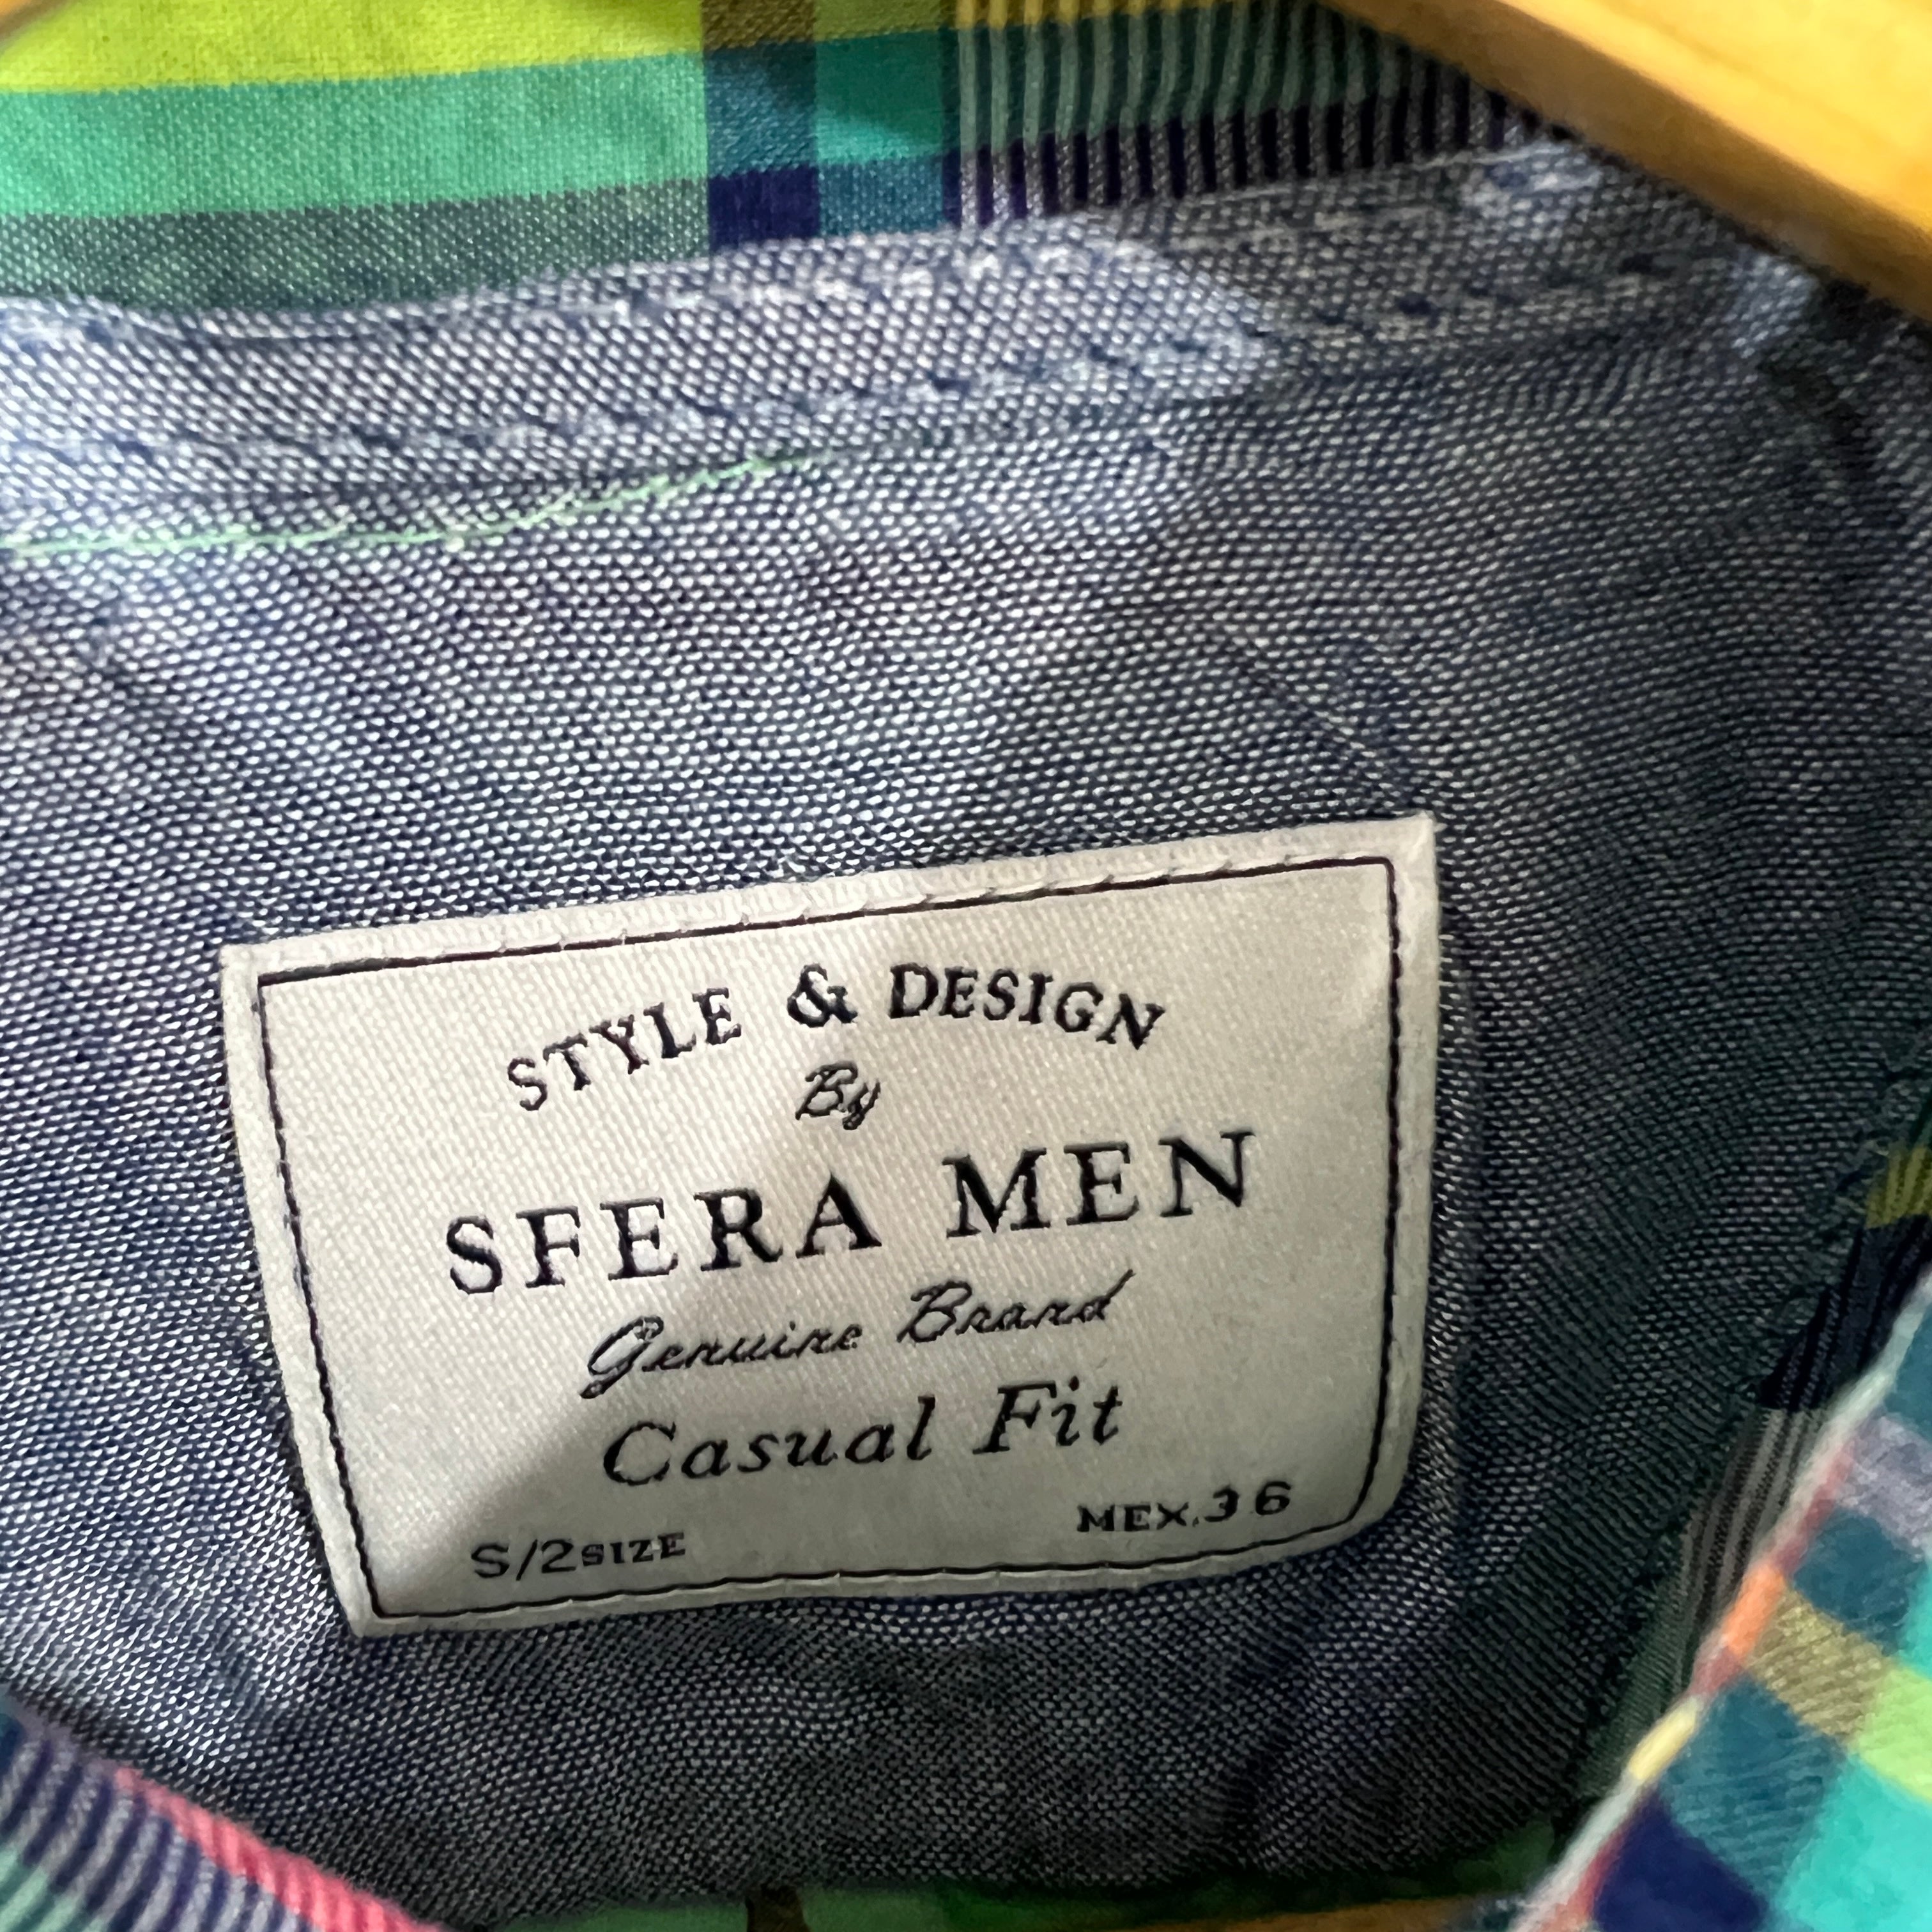 STYLE & DESIGN
By
SFERA MEN
Genuine Brand
Casual Fit
S/2SIZE MEX.36